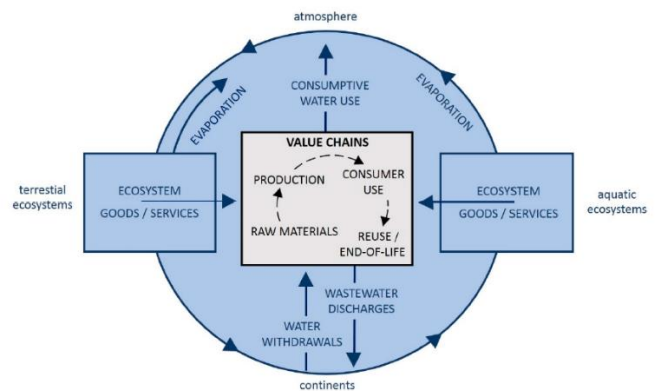 atmosphere
CONSUMPTIVE
WATER USE
EVAPORATION
EVAPORATION
VALUE CHAINS
PRODUCTION
CONSUMER
USE
RAW MATERIALS
REUSE /
END-OF-LIFE
terrestial
ecosystems
ECOSYSTEM
GOODS / SERVICES
ECOSYSTEM
GOODS / SERVICES
aquatic
ecosystems
WATER
WITHDRAWALS
WASTEWATER
DISCHARGES
continents